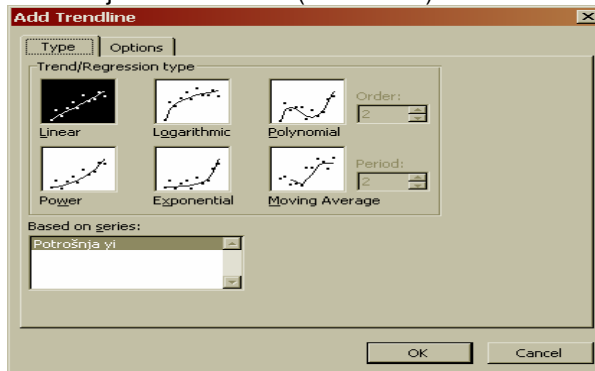 Add Trendline
Type Options
Trend/Regression type
Order:
2
Linear Logarithmic Polynomial
Period:
2
Power Exponential Moving Average
Based on series:
Potrošnja yi
OK Cancel